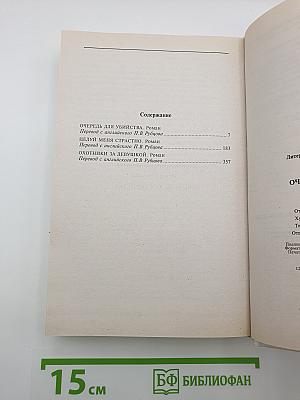 Содержание
ОЧЕРЕДЬ ДЛЯ УБИЙСТВА. Роман
Перевод с английского П.В Рубцова 7
ЦЕЛУЙ МЕНЯ СТРАСТНО. Роман
Перевод с английского П.В Рубцова 181
ОХОТНИКИ ЗА ДЕВУШКОЙ. Роман
Перевод с английского П.В Рубцова 357
15 см
БФ БИБЛИОФАН